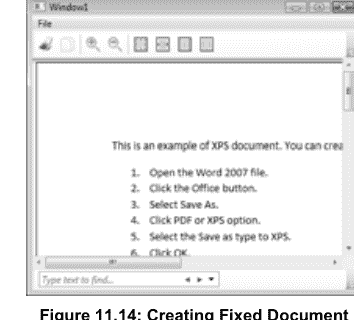 Window1
File
This is an example of XPS document. You can crea
1. Open the Word 2007 file.
2. Click the Office button.
3. Select Save As.
4. Click PDF or XPS option.
5. Select the Save as type to XPS.
6. Click OK.
Type text to find...
Figure 11.14: Creating Fixed Document